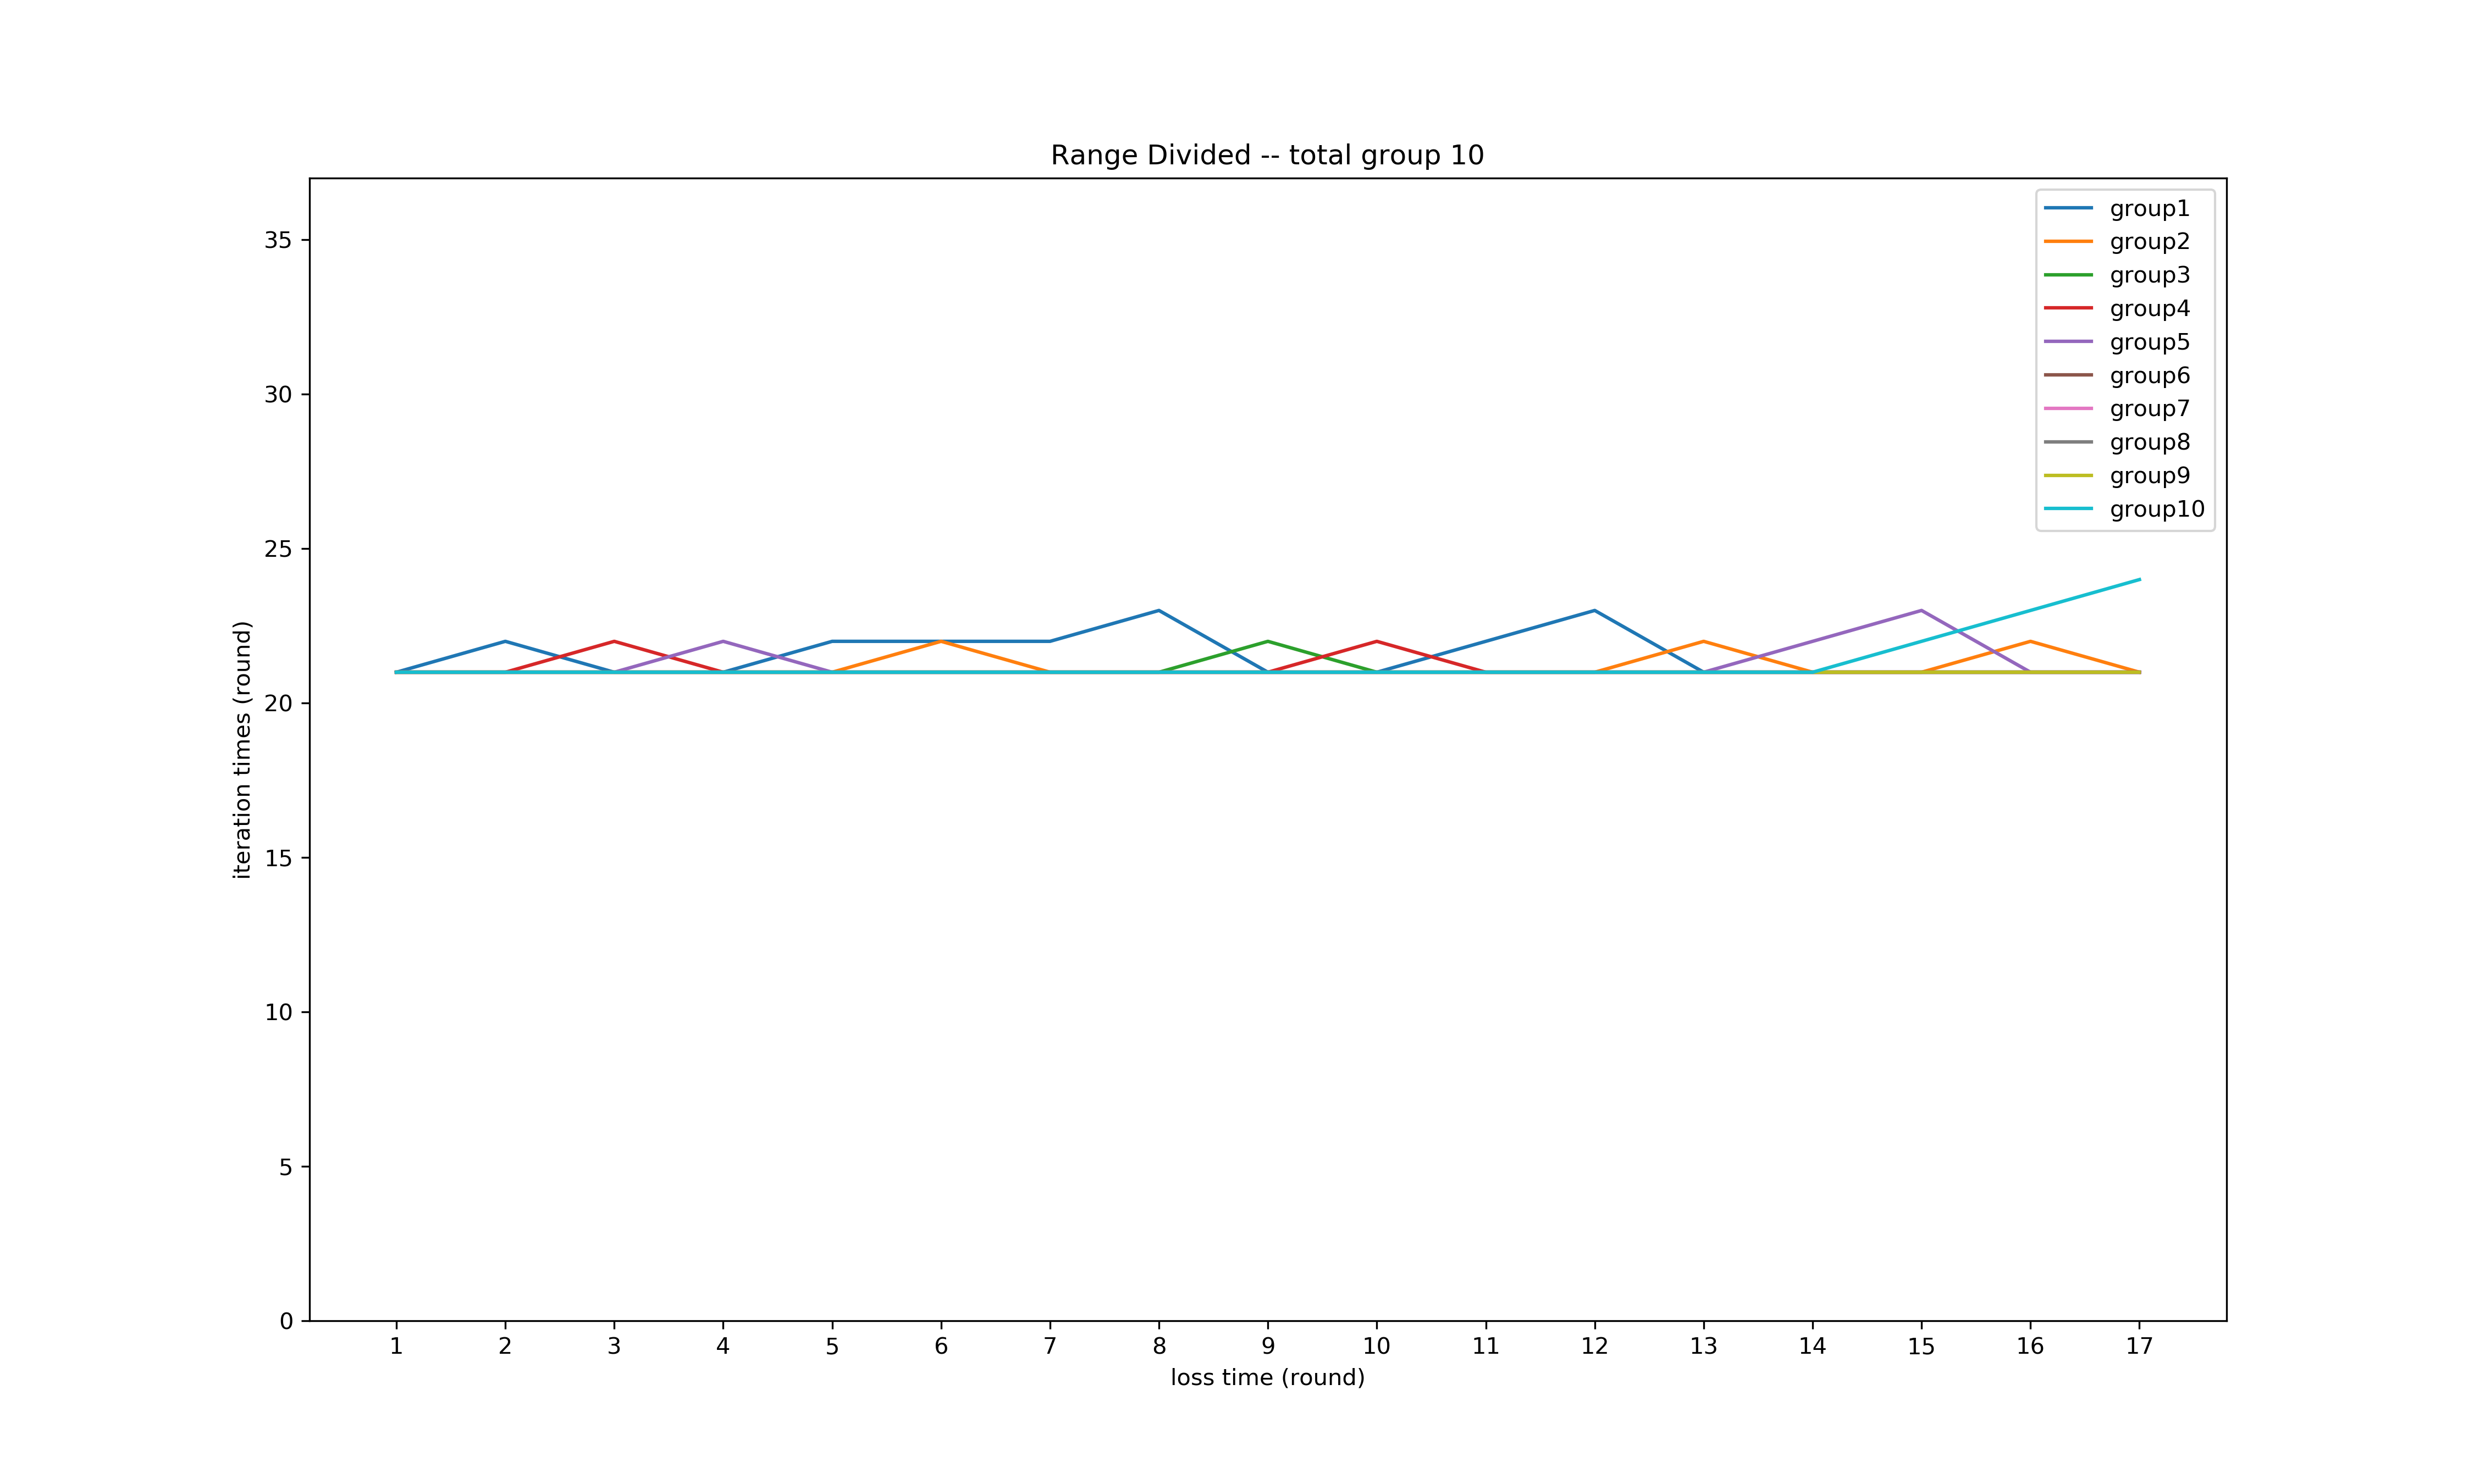 Range Divided -- total group 10
35
30
25
20
15
10
5
0
iteration times (round)
group1
group2
group3
group4
group5
group6
group7
group8
group9
group10
1 2 3 4 5 6 7 8 9 10 11 12 13 14 15 16 17
loss time (round)